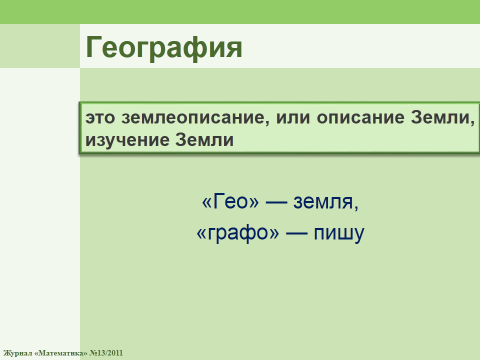 География
это землеописание, или описание Земли,
изучение Земли
«Гео» — земля,
«графо» — пишу
Журнал «Математика» №13/2011